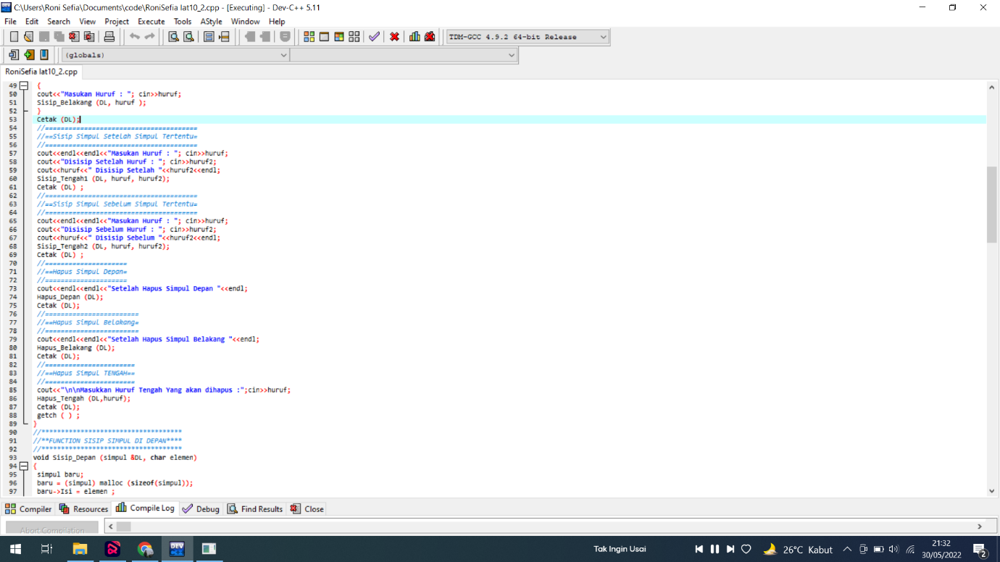 C:\Users\Roni Sefia\Documents\code\RoniSefia lat10_2.cpp - [Executing] - Dev-C++ 5.11
File Edit Search View Project Execute Tools AStyle Window Help
TDM-GCC 4.9.2 64-bit Release
(globals)
RoniSefia lat10_2.cpp
49 {
50 cout<<"Masukan Huruf : "; cin>>huruf;
51 Sisip_Belakang (DL, huruf );
52 }
53 Cetak (DL);
54 //=======================================
55 //==Sisip Simpul Setelah Simpul Tertentu=
56 //=======================================
57 cout<<endl<<endl<<"Masukan Huruf : "; cin>>huruf;
58 cout<<"Disisip Setelah Huruf : "; cin>>huruf2;
59 cout<<huruf<<" Disisip Setelah "<<huruf2<<endl;
60 Sisip_Tengah1 (DL, huruf, huruf2);
61 Cetak (DL) ;
62 //=======================================
63 //==Sisip Simpul Sebelum Simpul Tertentu=
64 //=======================================
65 cout<<endl<<endl<<"Masukan Huruf : "; cin>>huruf;
66 cout<<"Disisip Sebelum Huruf : "; cin>>huruf2;
67 cout<<huruf<<" Disisip Sebelum "<<huruf2<<endl;
68 Sisip_Tengah2 (DL, huruf, huruf2);
69 Cetak (DL) ;
70 //=====================
71 //==Hapus Simpul Depan=
72 //=====================
73 cout<<endl<<endl<<"Setelah Hapus Simpul Depan "<<endl;
74 Hapus_Depan (DL);
75 Cetak (DL);
76 //========================
77 //==Hapus Simpul Belakang=
78 //========================
79 cout<<endl<<endl<<"Setelah Hapus Simpul Belakang "<<endl;
80 Hapus_Belakang (DL);
81 Cetak (DL);
82 //=======================
83 //==Hapus Simpul TENGAH==
84 //=======================
85 cout<<"\n\nMasukkan Huruf Tengah Yang akan dihapus :";cin>>huruf;
86 Hapus_Tengah (DL,huruf);
87 Cetak (DL);
88 getch ( ) ;
89 }
90 //************************************
91 //**FUNCTION SISIP SIMPUL DI DEPAN****
92 //************************************
93 void Sisip_Depan (simpul &DL, char elemen)
94 {
95 simpul baru;
96 baru = (simpul) malloc (sizeof(simpul));
97 baru->Isi = elemen ;
Compiler Resources Compile Log Debug Find Results Close
Abort Compilation
DEV
Tak Ingin Usai
26°C Kabut
21:32
30/05/2022
2